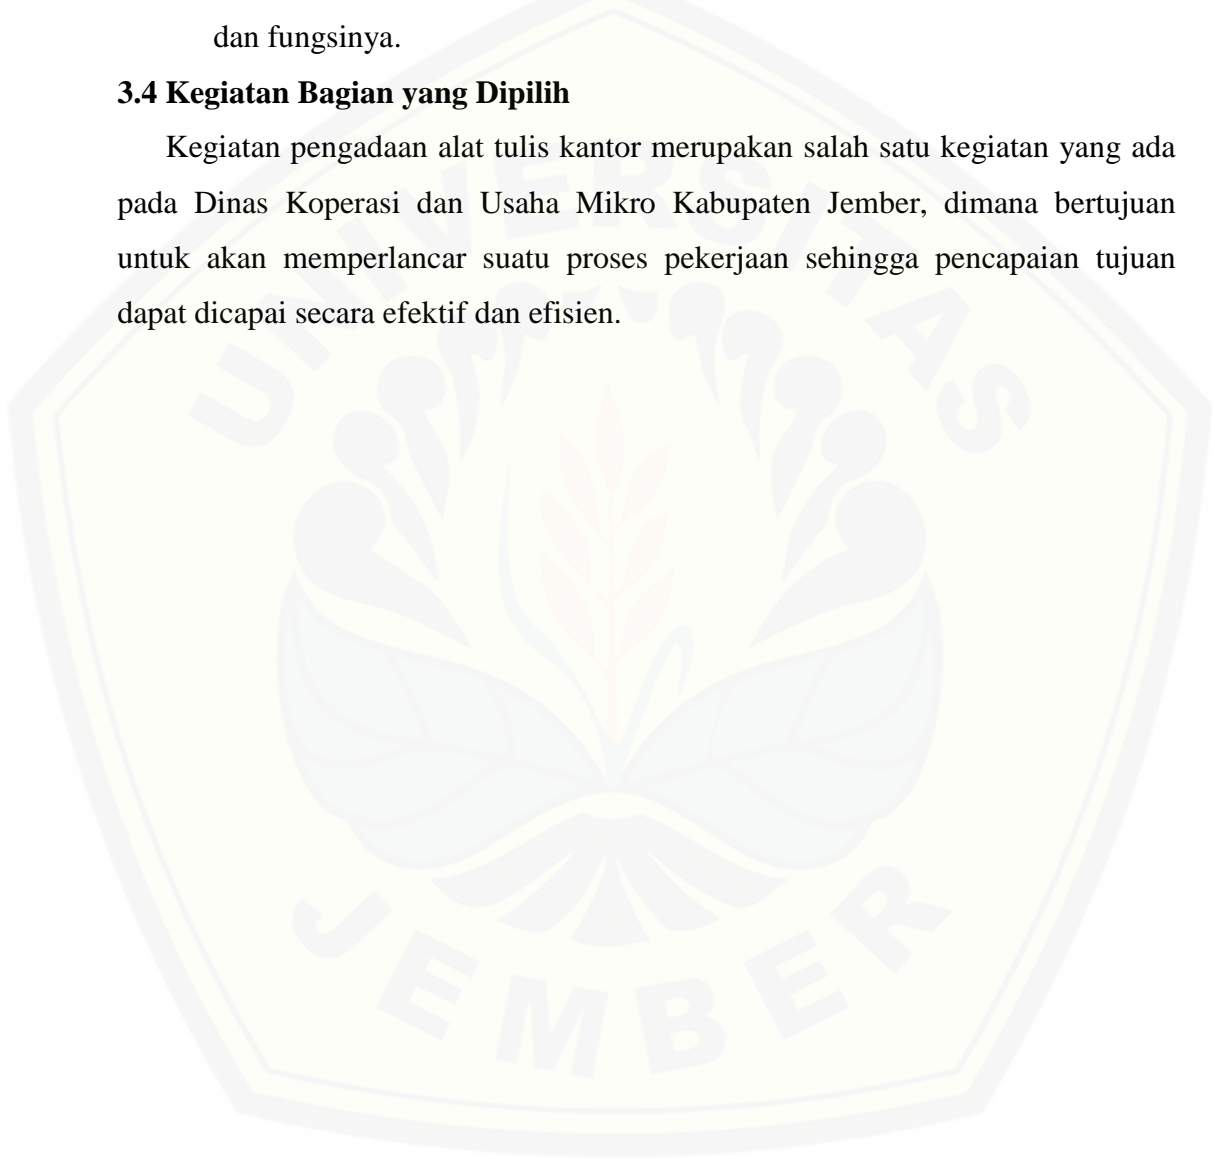 dan fungsinya.
3.4 Kegiatan Bagian yang Dipilih
Kegiatan pengadaan alat tulis kantor merupakan salah satu kegiatan yang ada
pada Dinas Koperasi dan Usaha Mikro Kabupaten Jember, dimana bertujuan
untuk akan memperlancar suatu proses pekerjaan sehingga pencapaian tujuan
dapat dicapai secara efektif dan efisien.
UNIVERSITAS
JEMBER